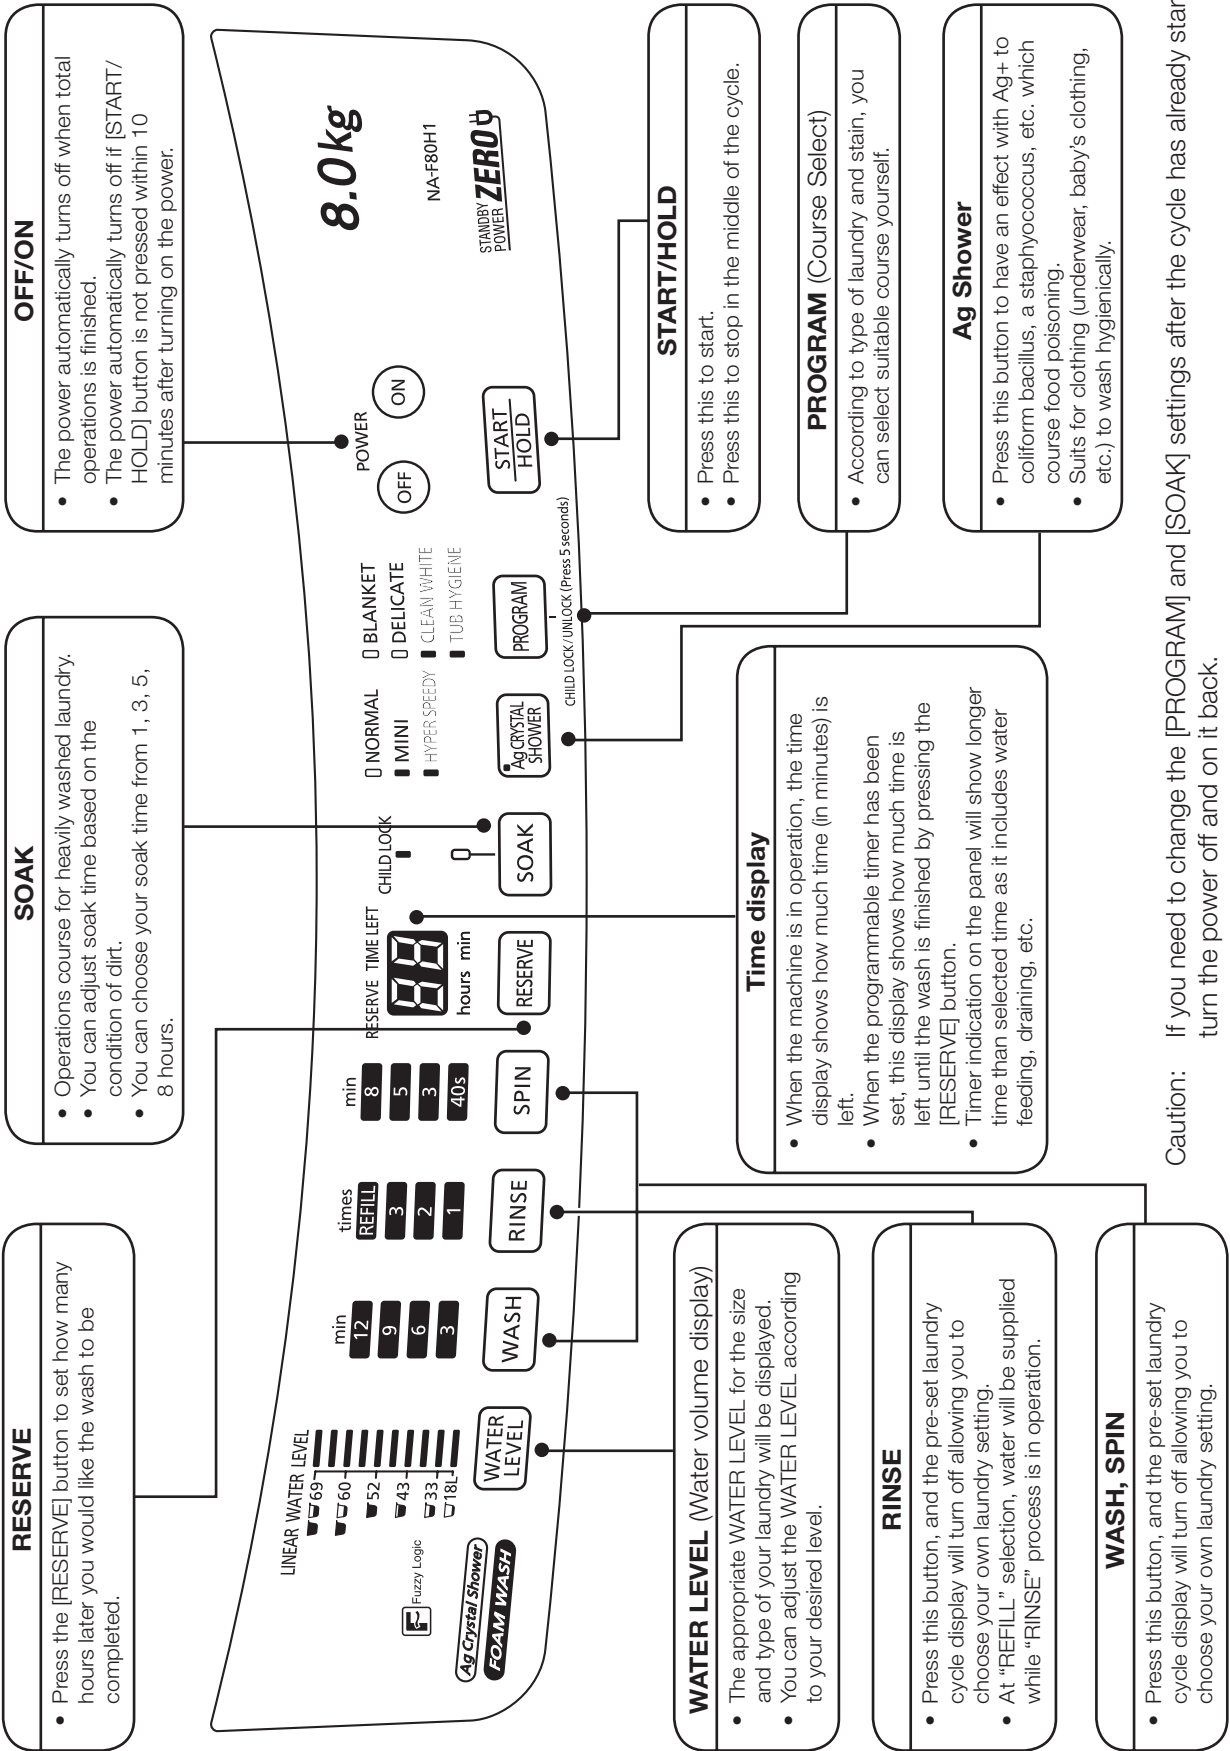 RESERVE
• Press the [RESERVE] button to set how many
hours later you would like the wash to be
completed.
SOAK
• Operations course for heavily washed laundry.
• You can adjust soak time based on the
condition of dirt.
• You can choose your soak time from 1, 3, 5,
8 hours.
OFF/ON
• The power automatically turns off when total
operations is finished.
• The power automatically turns off if [START/
HOLD] button is not pressed within 10
minutes after turning on the power.
LINEAR WATER LEVEL
69
60
52
43
33
18L
Fuzzy Logic
Ag Crystal Shower
FOAM WASH
WATER
LEVEL
min
12
9
6
3
WASH
times
REFILL
3
2
1
RINSE
min
8
5
3
40s
SPIN
RESERVE TIME LEFT
88
hours min
RESERVE
CHILD LOCK
SOAK
NORMAL
MINI
HYPER SPEEDY
BLANKET
DELICATE
CLEAN WHITE
TUB HYGIENE
Ag CRYSTAL
SHOWER
PROGRAM
CHILD LOCK/UNLOCK (Press 5 seconds)
POWER
OFF
ON
START
HOLD
8.0kg
NA-F80H1
STANDBY
POWER ZERO
WATER LEVEL (Water volume display)
• The appropriate WATER LEVEL for the size
and type of your laundry will be displayed.
• You can adjust the WATER LEVEL according
to your desired level.
RINSE
• Press this button, and the pre-set laundry
cycle display will turn off allowing you to
choose your own laundry setting.
• At “REFILL” selection, water will be supplied
while “RINSE” process is in operation.
WASH, SPIN
• Press this button, and the pre-set laundry
cycle display will turn off allowing you to
choose your own laundry setting.
Time display
• When the machine is in operation, the time
display shows how much time (in minutes) is
left.
• When the programmable timer has been
set, this display shows how much time is
left until the wash is finished by pressing the
[RESERVE] button.
• Timer indication on the panel will show longer
time than selected time as it includes water
feeding, draining, etc.
START/HOLD
• Press this to start.
• Press this to stop in the middle of the cycle.
PROGRAM (Course Select)
• According to type of laundry and stain, you
can select suitable course yourself.
Ag Shower
• Press this button to have an effect with Ag+ to
coliform bacillus, a staphyococcus, etc. which
course food poisoning.
• Suits for clothing (underwear, baby's clothing,
etc.) to wash hygienically.
Caution: If you need to change the [PROGRAM] and [SOAK] settings after the cycle has already star
turn the power off and on it back.